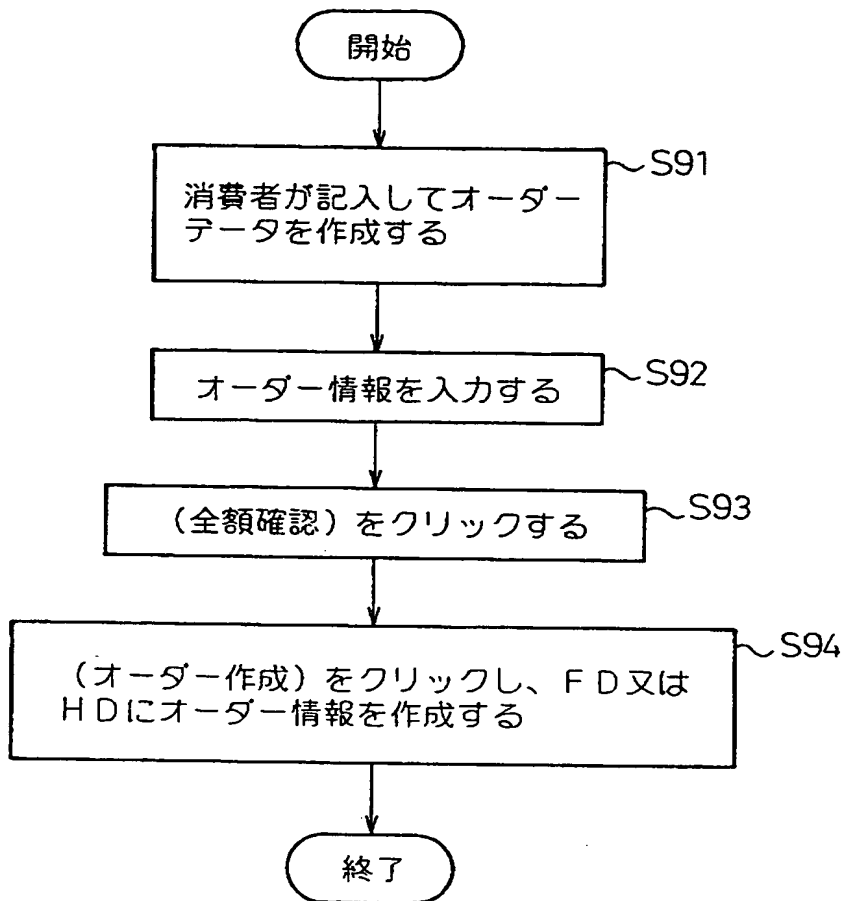 開始
S91
消費者が記入してオーダー
データを作成する
S92
オーダー情報を入力する
S93
（全額確認）をクリックする
S94
（オーダー作成）をクリックし、ＦＤ又は
ＨＤにオーダー情報を作成する
終了